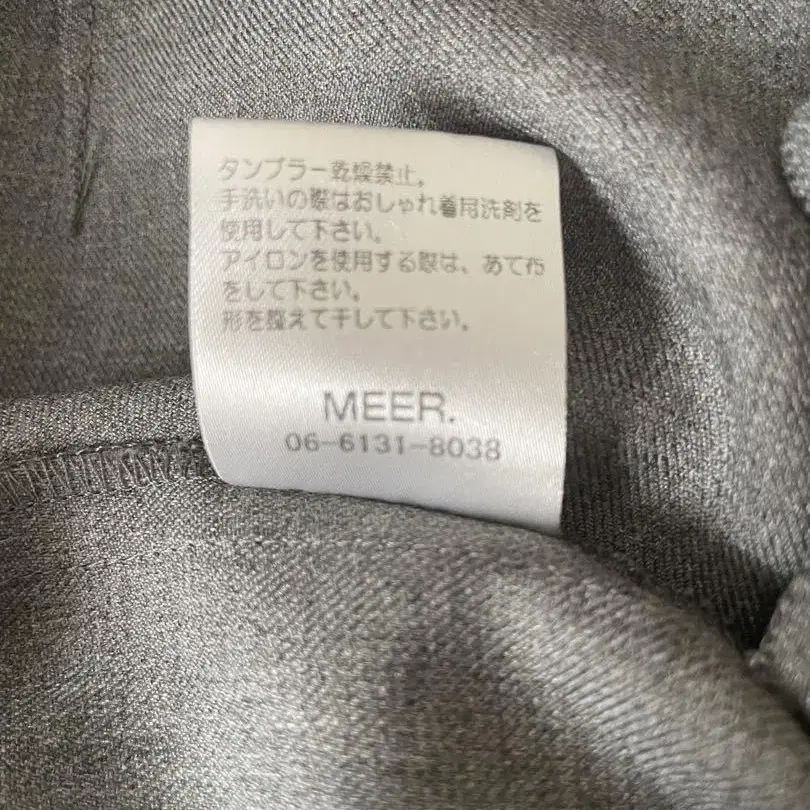 タンブラー乾燥禁止。
手洗いの際はおしゃれ着用洗剤を
使用して下さい。
アイロンを使用する際は、あて布
をして下さい。
形を整えて干して下さい。
MEER.
06-6131-8038